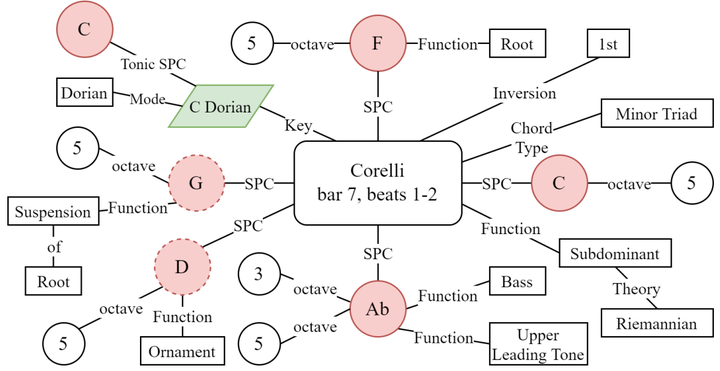 C
5
octave
F
Function
Root
1st
Tonic SPC
Dorian
Mode
C Dorian
Key
SPC
Inversion
Chord
Type
Minor Triad
5
octave
G
SPC
Corelli
bar 7, beats 1-2
SPC
C
octave
5
Suspension
Function
of
Root
SPC
D
octave
5
Function
Ornament
SPC
3
octave
octave
5
Ab
Function
Bass
Function
Upper
Leading Tone
Function
Subdominant
Theory
Riemannian